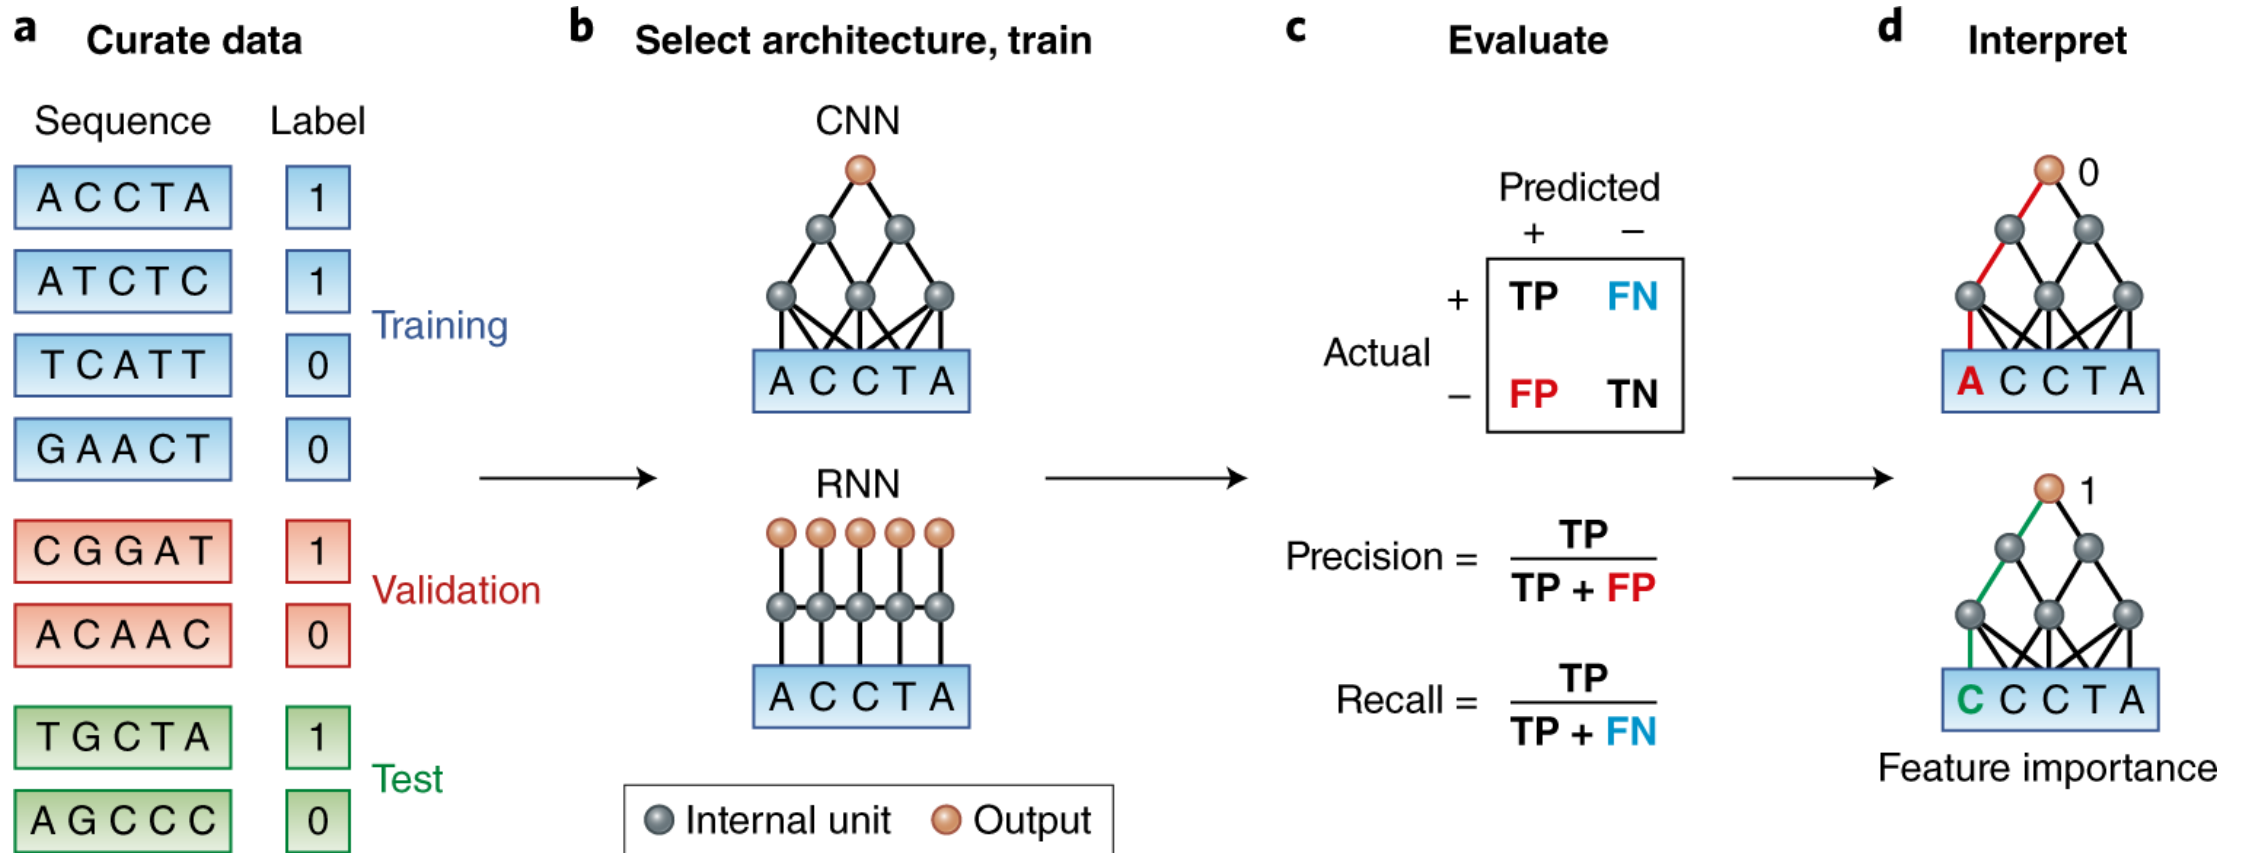 a Curate data
Sequence Label
A C C T A 1
A T C T C 1
T C A T T 0
G A A C T 0
Training
C G G A T 1
A C A A C 0
Validation
T G C T A 1
A G C C C 0
Test
b Select architecture, train
CNN
A C C T A
RNN
A C C T A
Internal unit Output
c Evaluate
Predicted
+ −
Actual
+ TP FN
− FP TN
Precision = TP
TP + FP
Recall = TP
TP + FN
d Interpret
0
A C C T A
1
C C C T A
Feature importance